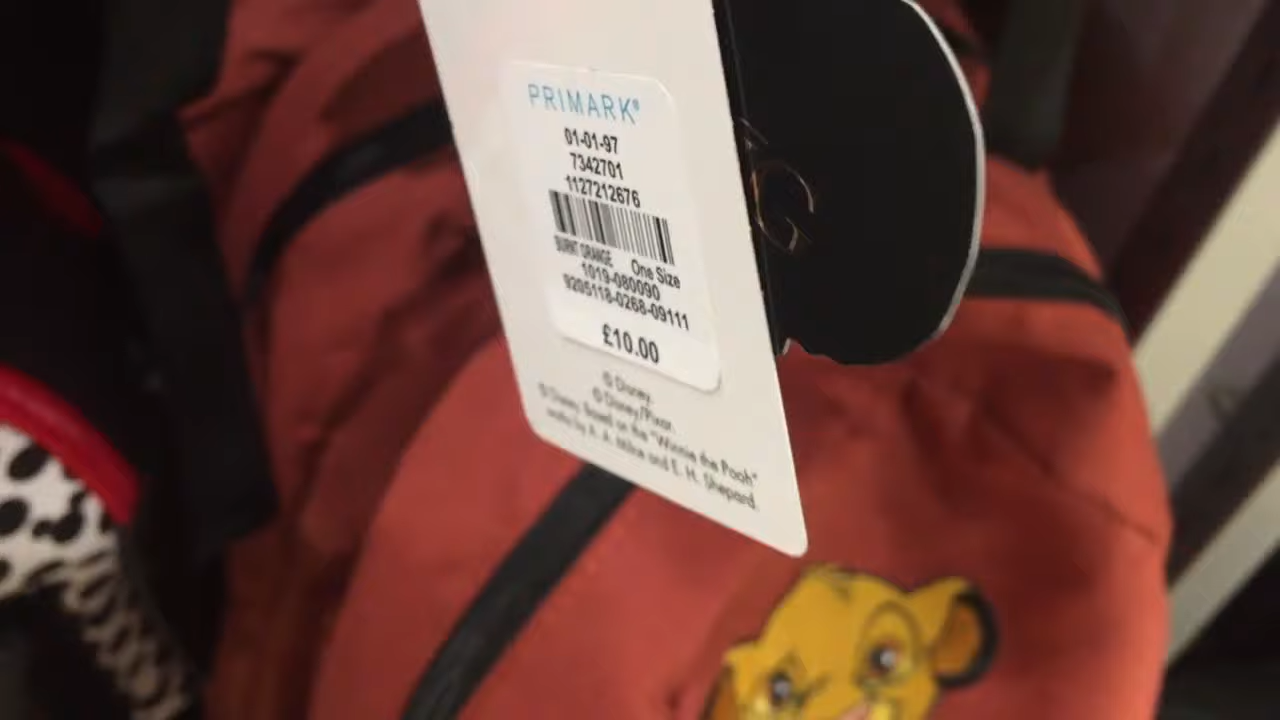 PRIMARK®
01-01-97
7342701
1127212676
BURNT ORANGE One Size
1019-080090
9205118-0268-09111
£10.00
© Disney.
© Disney/Pixar.
© Disney. Based on the "Winnie the Pooh"
works by A. A. Milne and E. H. Shepard.